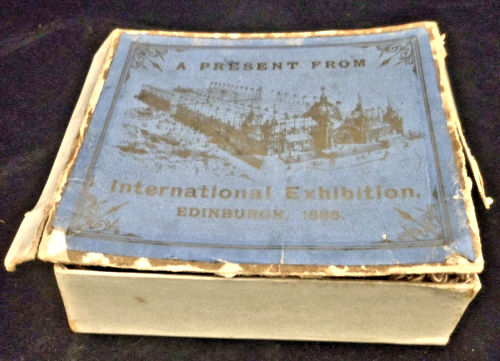 A PRESENT FROM
International Exhibition,
EDINBURGH, 1886.